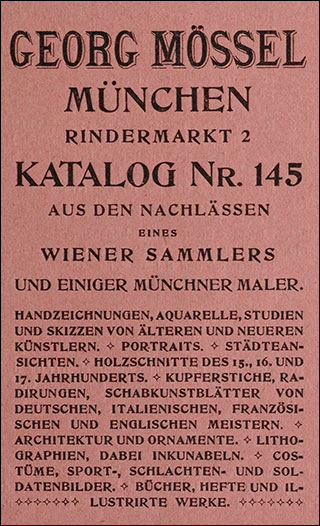 GEORG MÖSSEL
MÜNCHEN
RINDERMARKT 2
KATALOG NR. 145
AUS DEN NACHLÄSSEN
EINES
WIENER SAMMLERS
UND EINIGER MÜNCHNER MALER.
HANDZEICHNUNGEN, AQUARELLE, STUDIEN
UND SKIZZEN VON ÄLTEREN UND NEUEREN
KÜNSTLERN. ✧ PORTRAITS. ✧ STÄDTEAN-
SICHTEN. ✧ HOLZSCHNITTE DES 15., 16. UND
17. JAHRHUNDERTS. ✧ KUPFERSTICHE, RA-
DIRUNGEN, SCHABKUNSTBLÄTTER VON
DEUTSCHEN, ITALIENISCHEN, FRANZÖSI-
SCHEN UND ENGLISCHEN MEISTERN. ✧
ARCHITEKTUR UND ORNAMENTE. ✧ LITHO-
GRAPHIEN, DABEI INKUNABELN. ✧ COS-
TÜME, SPORT-, SCHLACHTEN- UND SOL-
DATENBILDER. ✧ BÜCHER, HEFTE UND IL-
✧✧✧✧✧✧ LUSTRIRTE WERKE. ✧✧✧✧✧✧